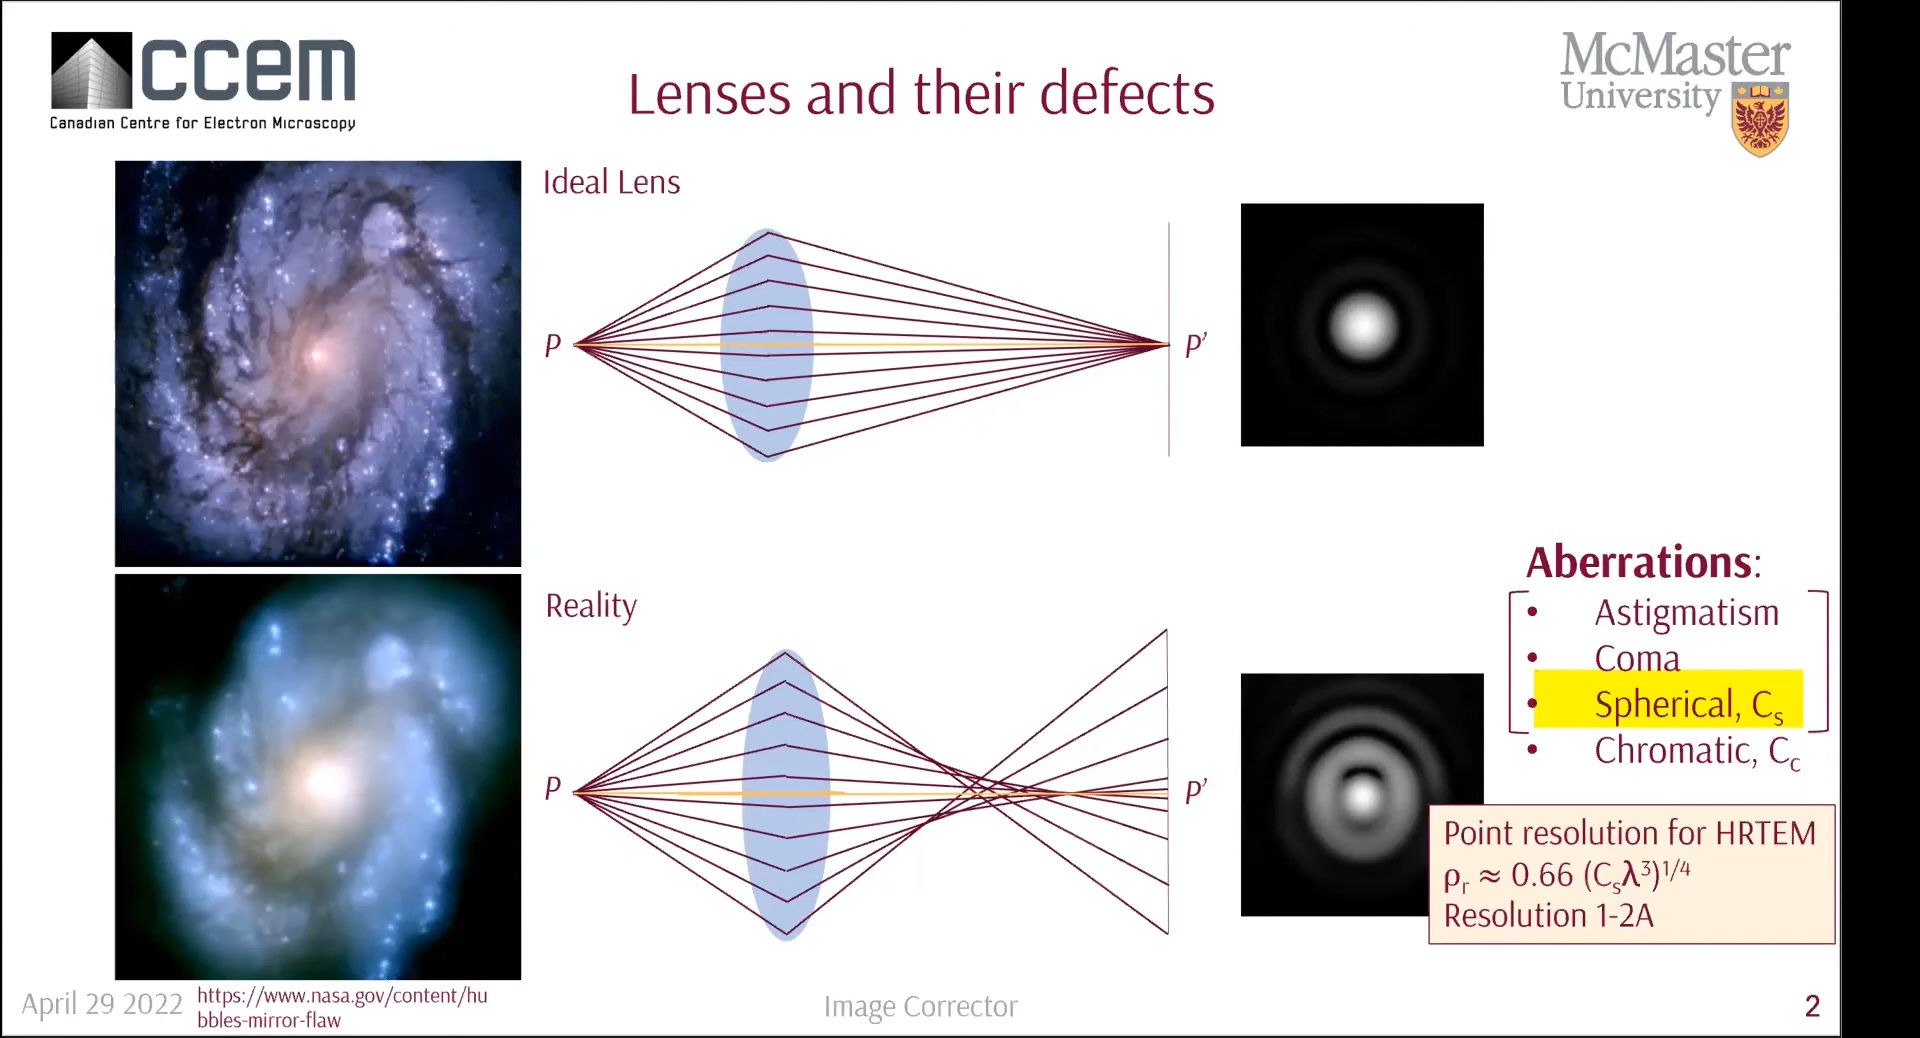 ccem
Canadian Centre for Electron Microscopy
Lenses and their defects
McMaster
University
Ideal Lens
P
P’
Reality
P
P’
Aberrations:
• Astigmatism
• Coma
• Spherical, Cₛ
• Chromatic, C_c
Point resolution for HRTEM
ρᵣ ≈ 0.66 (Cₛλ³)¹/⁴
Resolution 1-2A
April 29 2022
https://www.nasa.gov/content/hu
bbles-mirror-flaw
Image Corrector
2